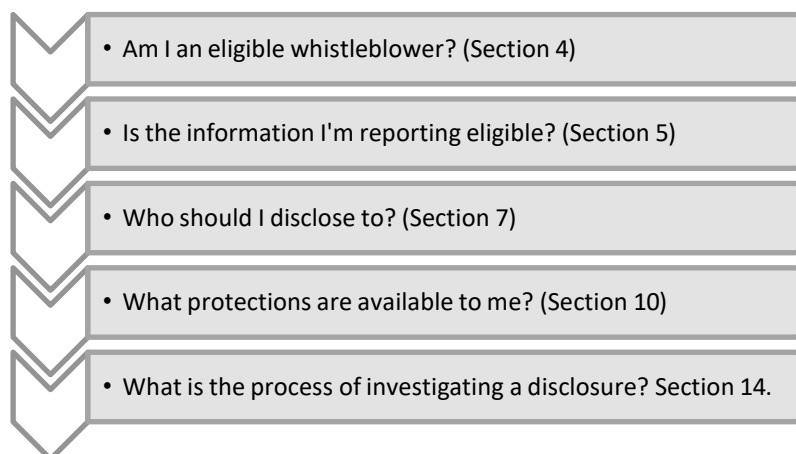 • Am I an eligible whistleblower? (Section 4)
• Is the information I'm reporting eligible? (Section 5)
• Who should I disclose to? (Section 7)
• What protections are available to me? (Section 10)
• What is the process of investigating a disclosure? Section 14.